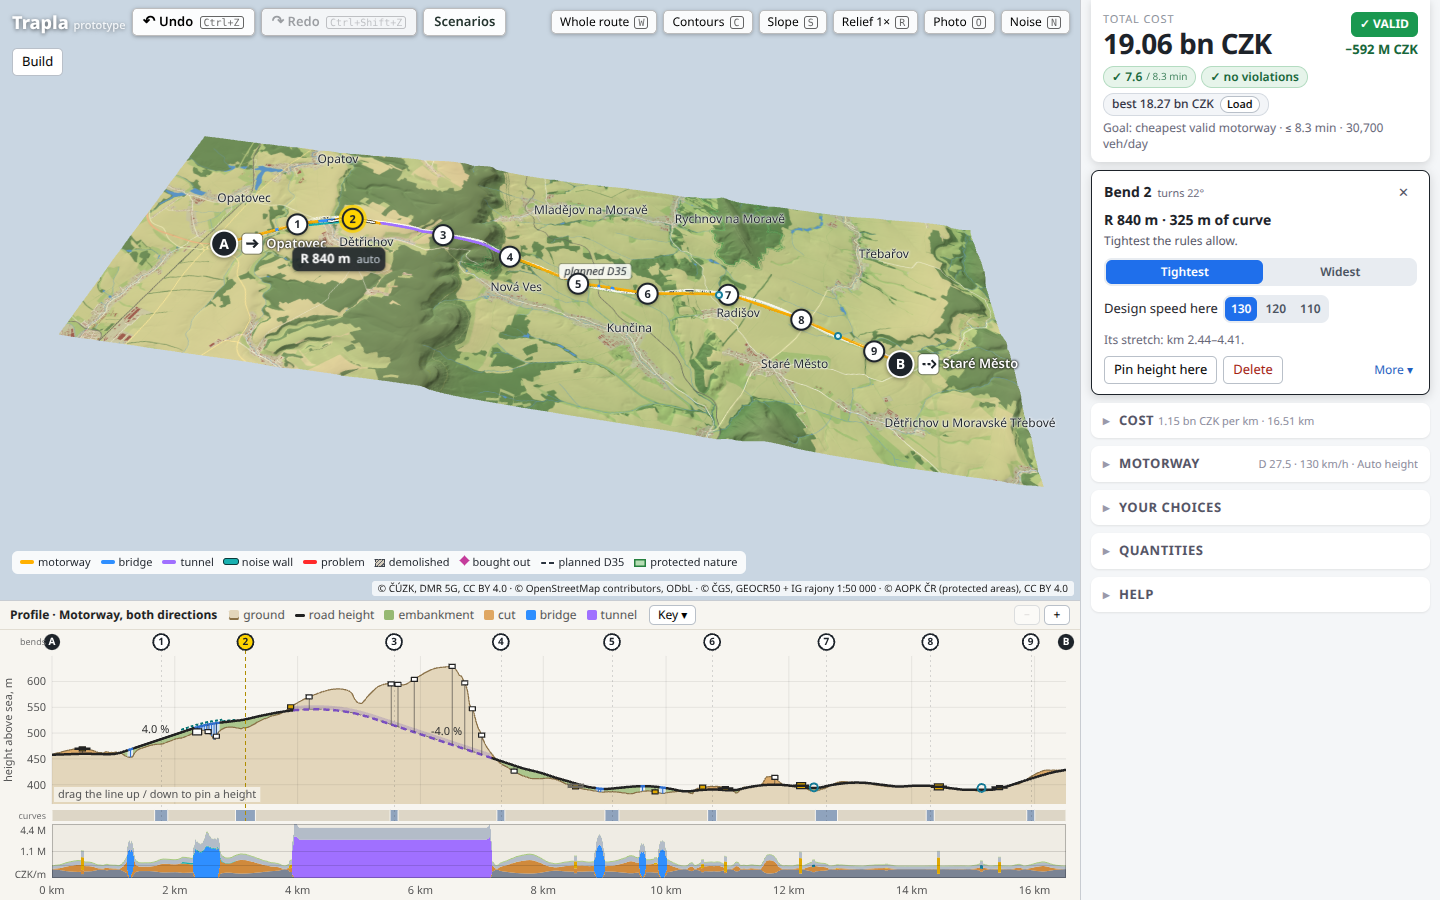 Trapla prototype
↶ Undo Ctrl+Z
↷ Redo Ctrl+Shift+Z
Scenarios
Whole route W
Contours C
Slope S
Relief 1× R
Photo O
Noise N
Build
Opatov
Opatovec
Mladějov na Moravě
Rychnov na Moravě
A → Opatovec
1
2
Dětřichov
3
R 840 m auto
4
Třebařov
planned D35
Nová Ves
5
6
7
Radišov
Kunčina
8
9
Staré Město
B ⇢ Staré Město
Dětřichov u Moravské Třebové
motorway
bridge
tunnel
noise wall
problem
demolished
bought out
planned D35
protected nature
© ČÚZK, DMR 5G, CC BY 4.0 · © OpenStreetMap contributors, ODbL · © ČGS, GEOCR50 + IG rajony 1:50 000 · © AOPK ČR (protected areas), CC BY 4.0
Profile · Motorway, both directions
ground
road height
embankment
cut
bridge
tunnel
Key ▾
−
+
bends A 1 2 3 4 5 6 7 8 9 B
height above sea, m
600
550
500
450
400
4.0 %
-4.0 %
drag the line up / down to pin a height
curves
4.4 M
1.1 M
CZK/m
0 km 2 km 4 km 6 km 8 km 10 km 12 km 14 km 16 km
TOTAL COST
19.06 bn CZK
✓ VALID
−592 M CZK
✓ 7.6 / 8.3 min
✓ no violations
best 18.27 bn CZK Load
Goal: cheapest valid motorway · ≤ 8.3 min · 30,700
veh/day
Bend 2 turns 22° ✕
R 840 m · 325 m of curve
Tightest the rules allow.
Tightest Widest
Design speed here 130 120 110
Its stretch: km 2.44–4.41.
Pin height here
Delete
More ▾
▶ COST 1.15 bn CZK per km · 16.51 km
▶ MOTORWAY D 27.5 · 130 km/h · Auto height
▶ YOUR CHOICES
▶ QUANTITIES
▶ HELP